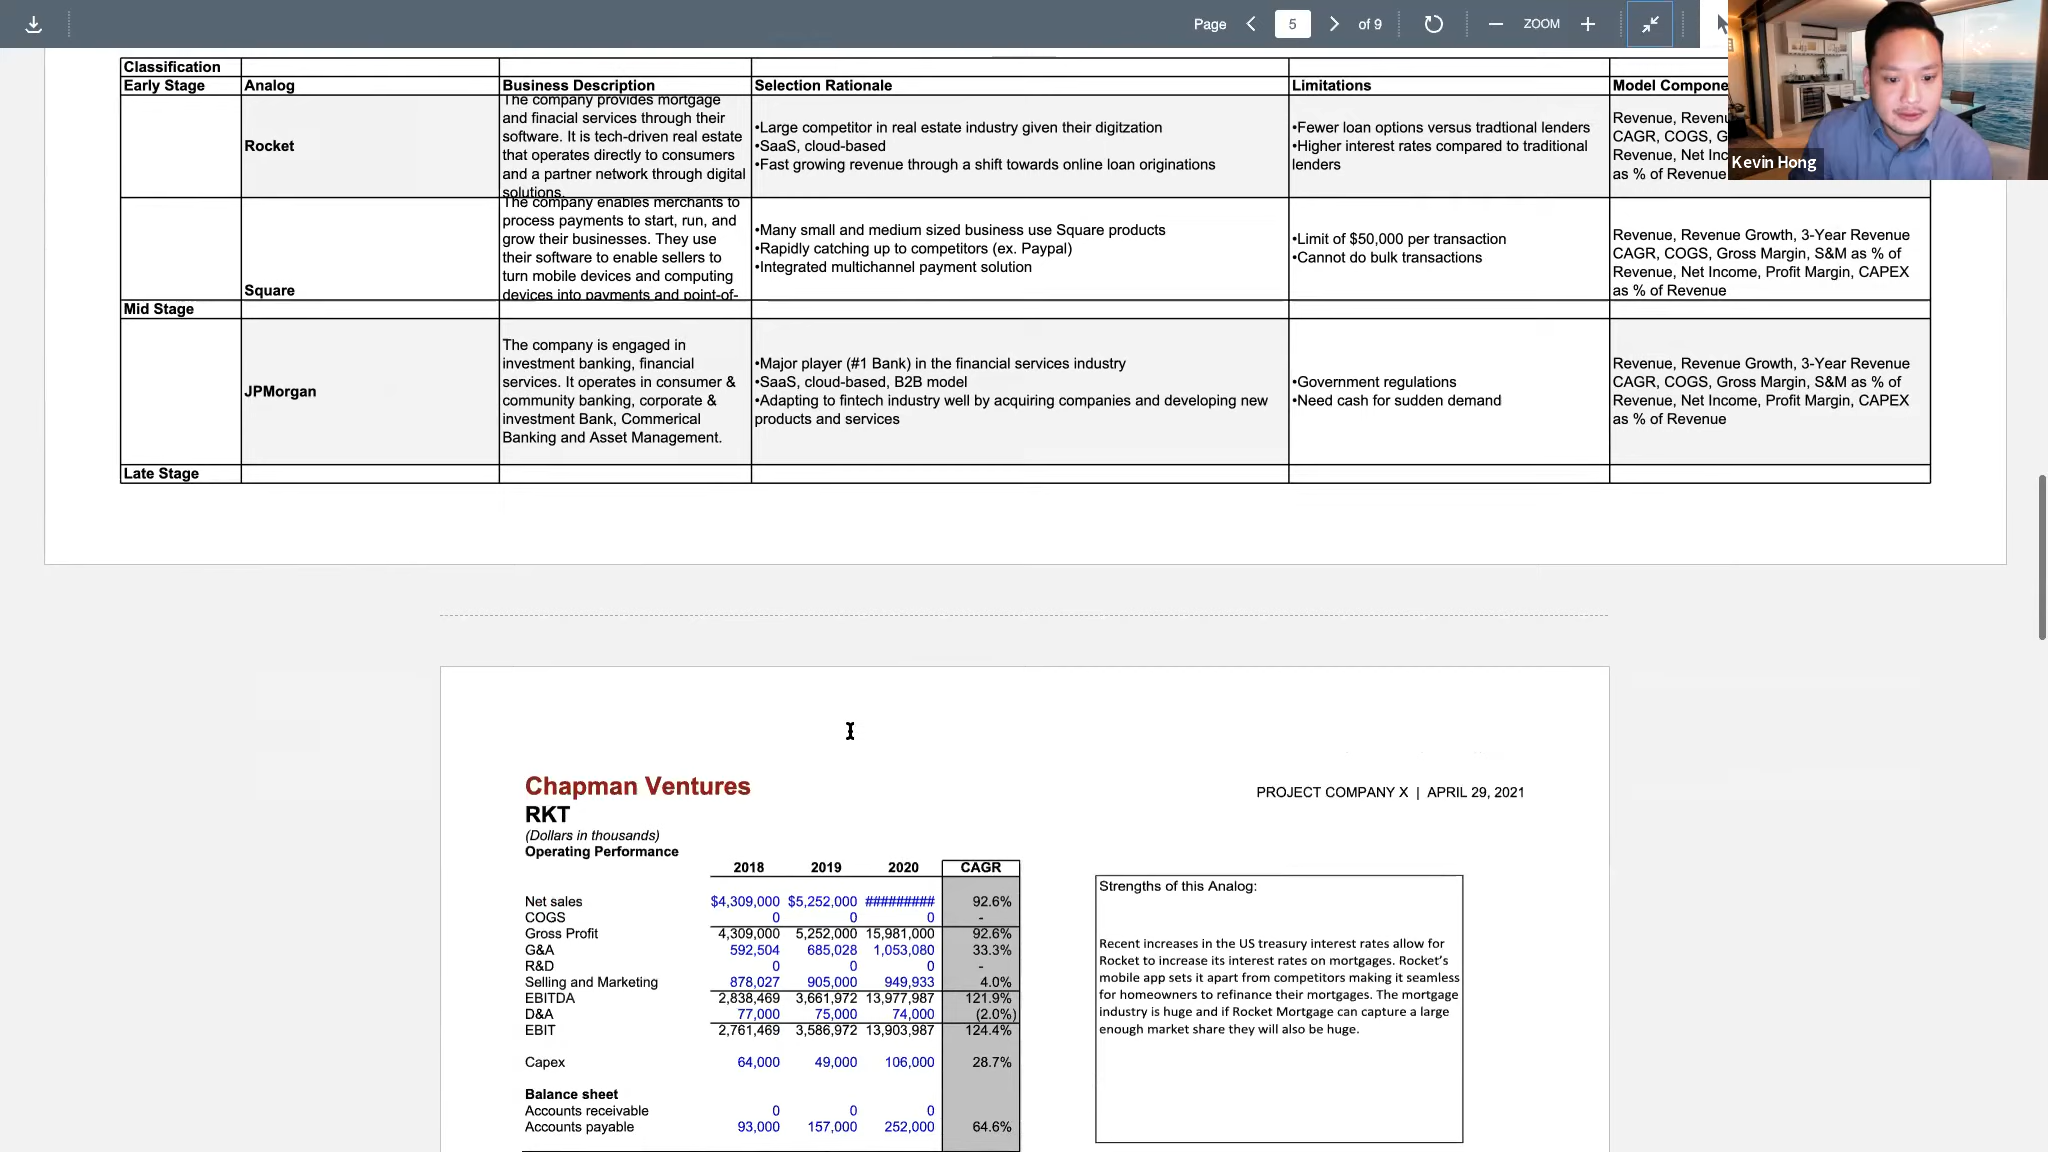 Page 5 of 9 ZOOM
Kevin Hong
Classification
Early Stage Analog Business Description Selection Rationale Limitations Model Compone
Rocket
The company provides mortgage
and finacial services through their
software. It is tech-driven real estate
that operates directly to consumers
and a partner network through digital
solutions.
•Large competitor in real estate industry given their digitzation
•SaaS, cloud-based
•Fast growing revenue through a shift towards online loan originations
•Fewer loan options versus tradtional lenders
•Higher interest rates compared to traditional
lenders
Revenue, Revenu
CAGR, COGS, G
Revenue, Net Inc
as % of Revenue
Square
The company enables merchants to
process payments to start, run, and
grow their businesses. They use
their software to enable sellers to
turn mobile devices and computing
devices into payments and point-of-
•Many small and medium sized business use Square products
•Rapidly catching up to competitors (ex. Paypal)
•Integrated multichannel payment solution
•Limit of $50,000 per transaction
•Cannot do bulk transactions
Revenue, Revenue Growth, 3-Year Revenue
CAGR, COGS, Gross Margin, S&M as % of
Revenue, Net Income, Profit Margin, CAPEX
as % of Revenue
Mid Stage
JPMorgan
The company is engaged in
investment banking, financial
services. It operates in consumer &
community banking, corporate &
investment Bank, Commerical
Banking and Asset Management.
•Major player (#1 Bank) in the financial services industry
•SaaS, cloud-based, B2B model
•Adapting to fintech industry well by acquiring companies and developing new
products and services
•Government regulations
•Need cash for sudden demand
Revenue, Revenue Growth, 3-Year Revenue
CAGR, COGS, Gross Margin, S&M as % of
Revenue, Net Income, Profit Margin, CAPEX
as % of Revenue
Late Stage
Chapman Ventures
PROJECT COMPANY X | APRIL 29, 2021
RKT
(Dollars in thousands)
Operating Performance
2018 2019 2020 CAGR
Net sales $4,309,000 $5,252,000 ######### 92.6%
COGS 0 0 0 -
Gross Profit 4,309,000 5,252,000 15,981,000 92.6%
G&A 592,504 685,028 1,053,080 33.3%
R&D 0 0 0 -
Selling and Marketing 878,027 905,000 949,933 4.0%
EBITDA 2,838,469 3,661,972 13,977,987 121.9%
D&A 77,000 75,000 74,000 (2.0%)
EBIT 2,761,469 3,586,972 13,903,987 124.4%
Capex 64,000 49,000 106,000 28.7%
Balance sheet
Accounts receivable 0 0 0
Accounts payable 93,000 157,000 252,000 64.6%
Strengths of this Analog:
Recent increases in the US treasury interest rates allow for
Rocket to increase its interest rates on mortgages. Rocket's
mobile app sets it apart from competitors making it seamless
for homeowners to refinance their mortgages. The mortgage
industry is huge and if Rocket Mortgage can capture a large
enough market share they will also be huge.